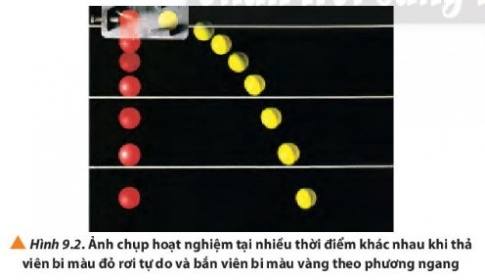 ▲ Hình 9.2. Ảnh chụp hoạt nghiệm tại nhiều thời điểm khác nhau khi thả
viên bi màu đỏ rơi tự do và bắn viên bi màu vàng theo phương ngang